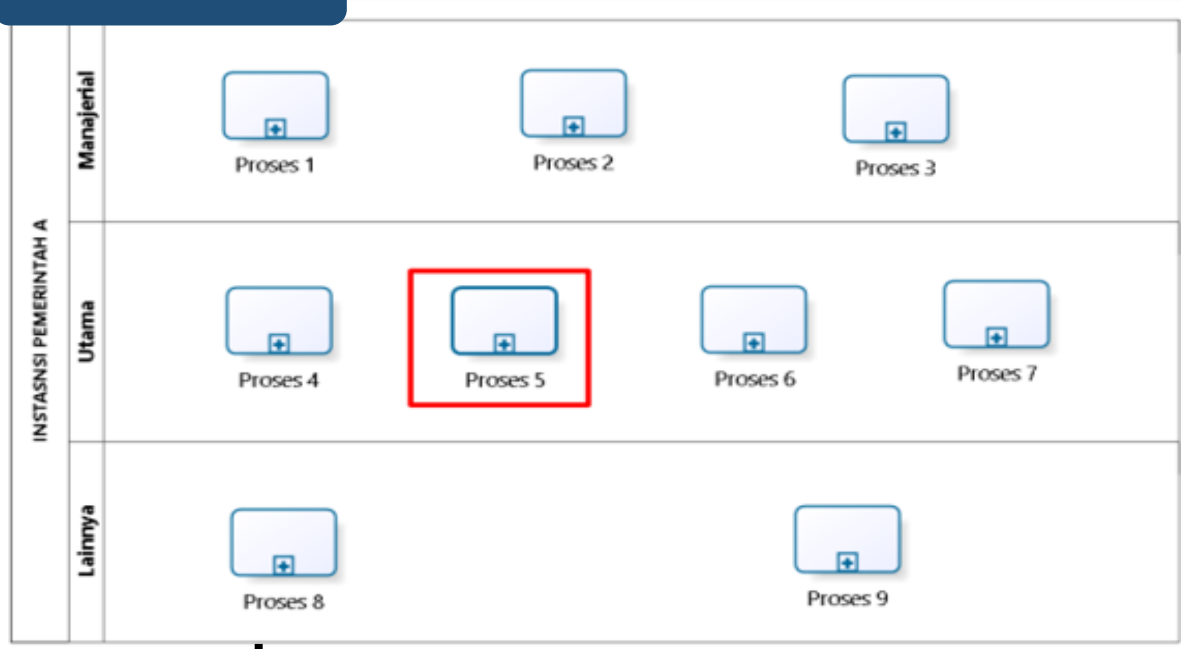 INSTASNSI PEMERINTAH A
Manajerial
Proses 1
Proses 2
Proses 3
Utama
Proses 4
Proses 5
Proses 6
Proses 7
Lainnya
Proses 8
Proses 9